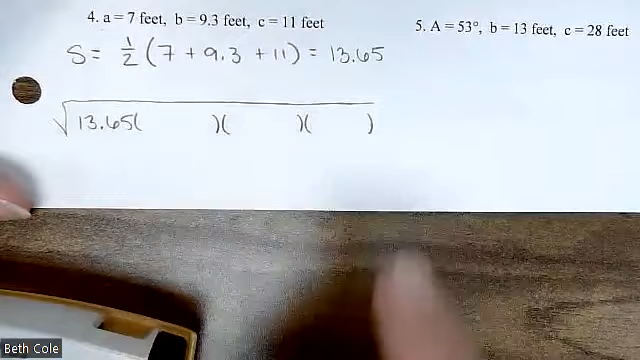 4. a = 7 feet, b = 9.3 feet, c = 11 feet
S = 1/2 (7 + 9.3 + 11) = 13.65
√13.65( )( )( )
5. A = 53°, b = 13 feet, c = 28 feet
Beth Cole